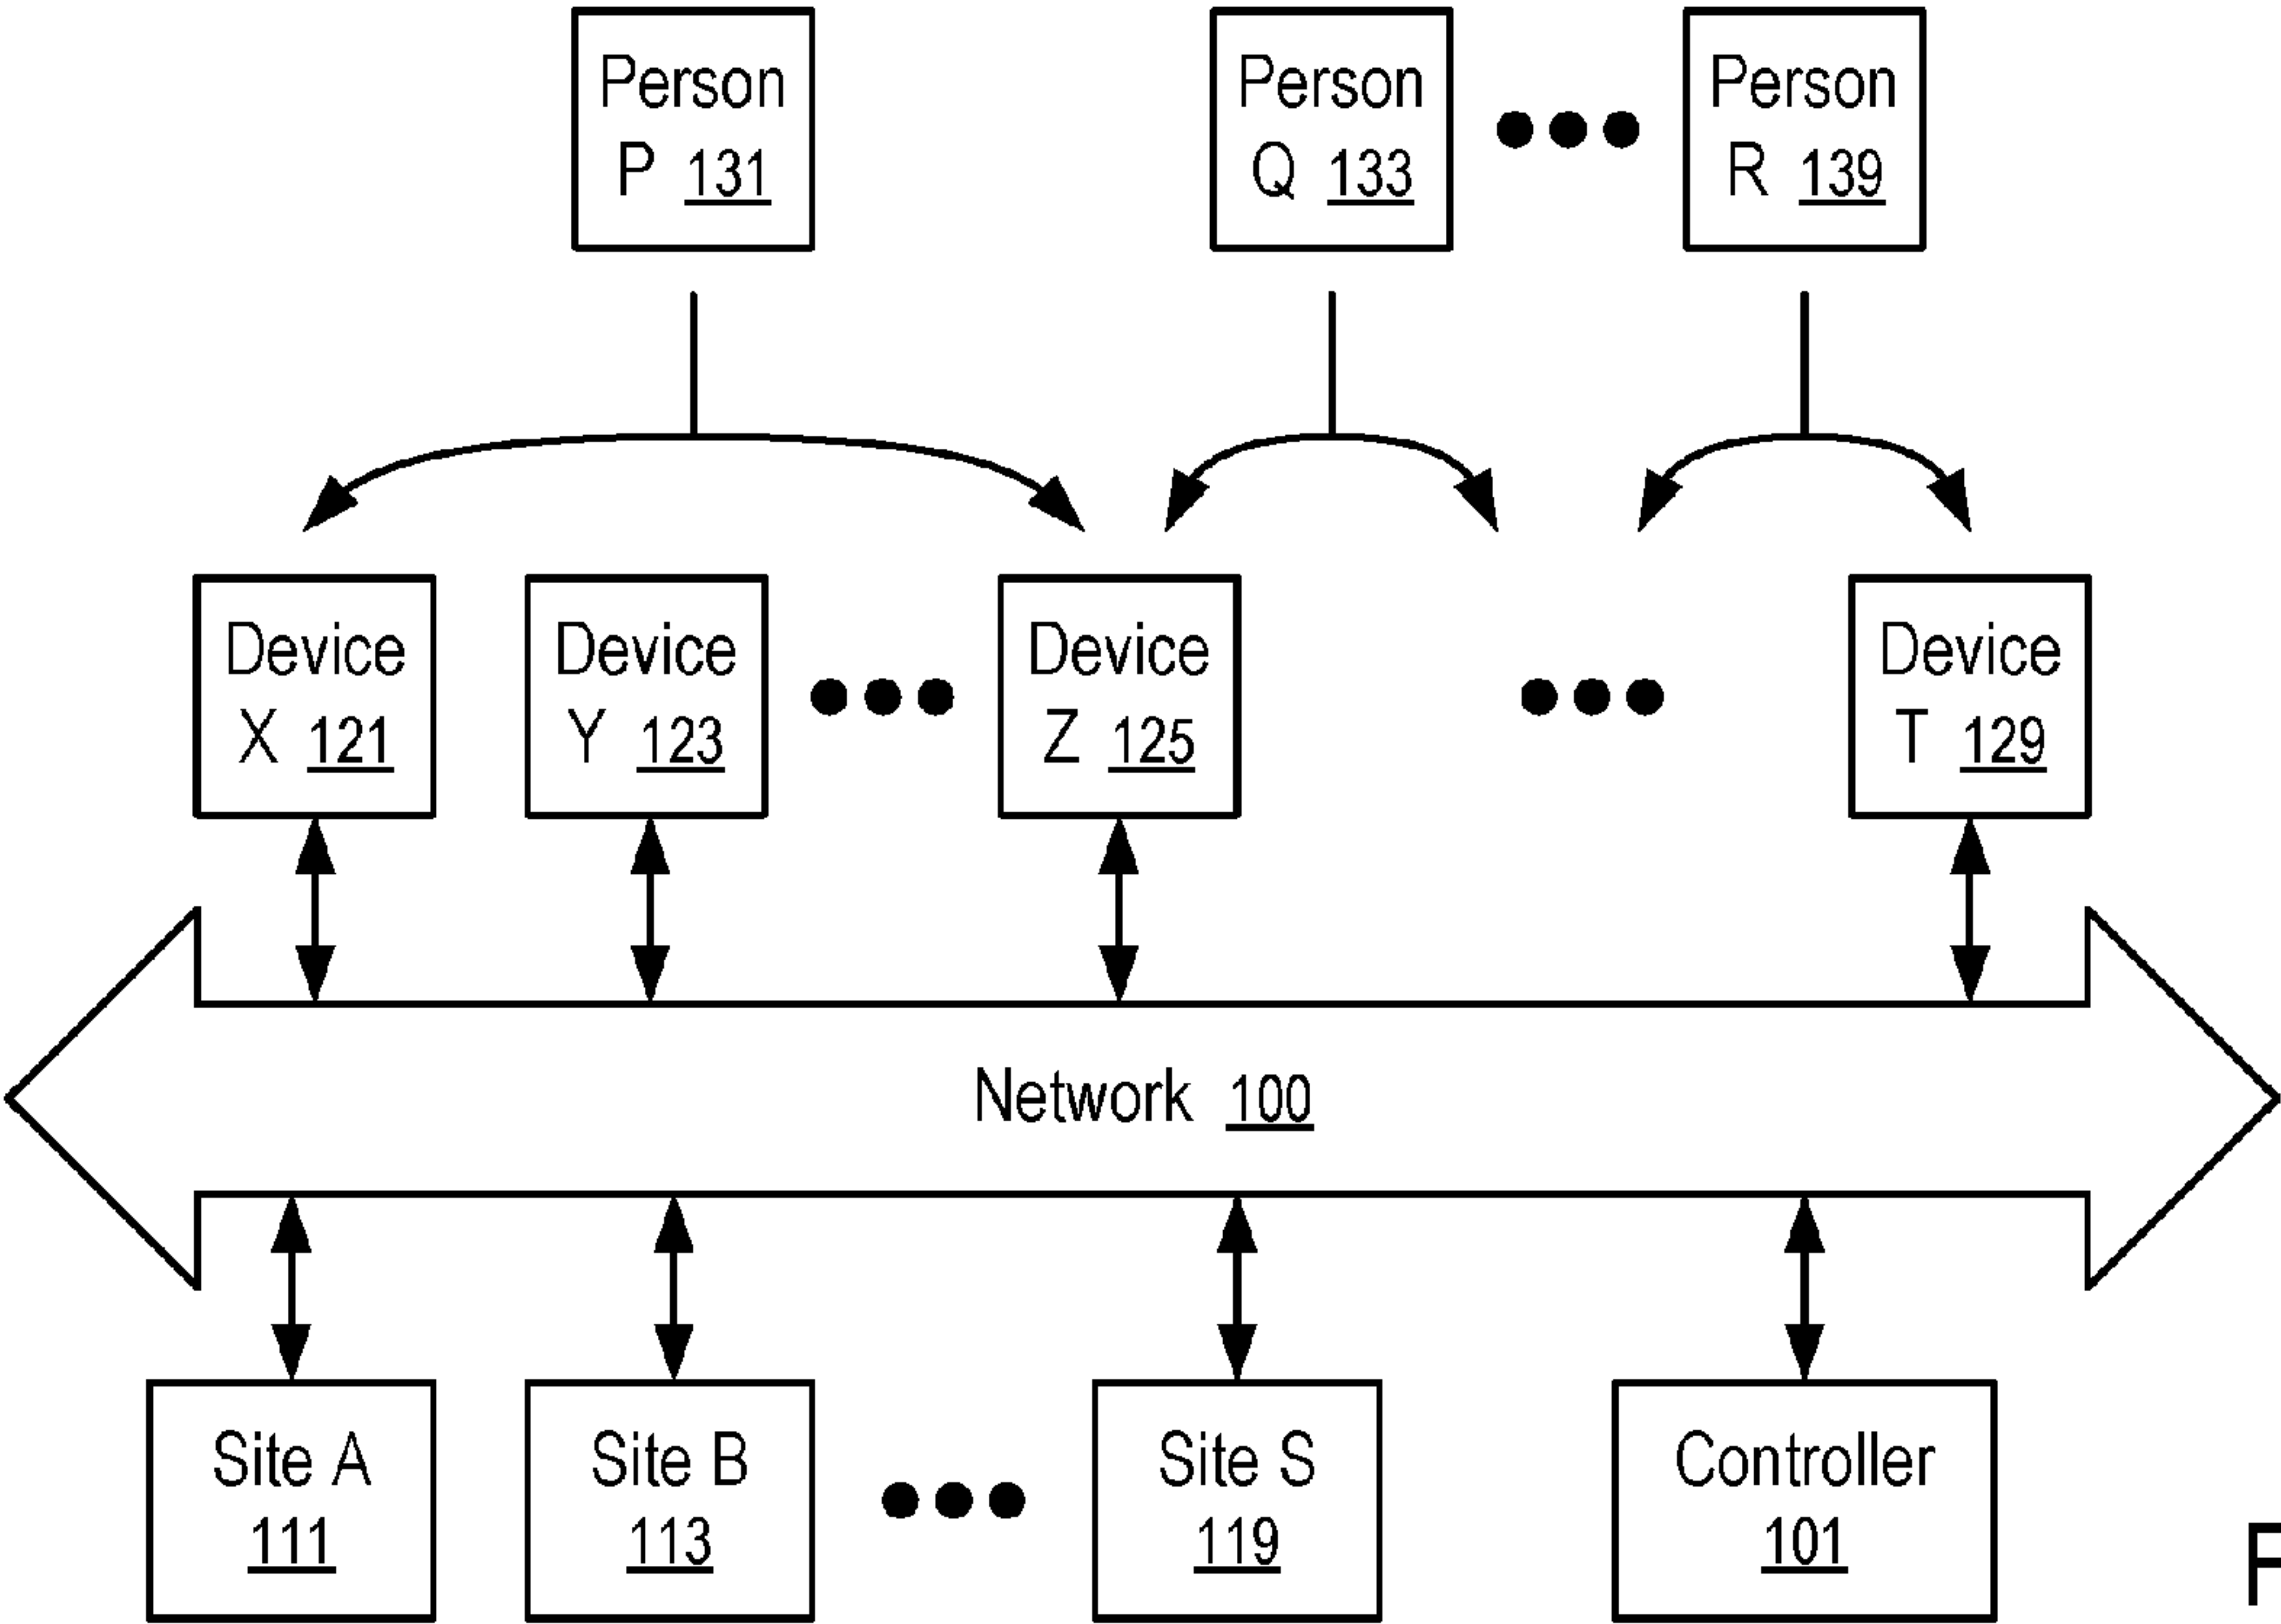 Person
P 131
Person
Q 133
Person
R 139
Device
X 121
Device
Y 123
Device
Z 125
Device
T 129
Network 100
Site A
111
Site B
113
Site S
119
Controller
101
F